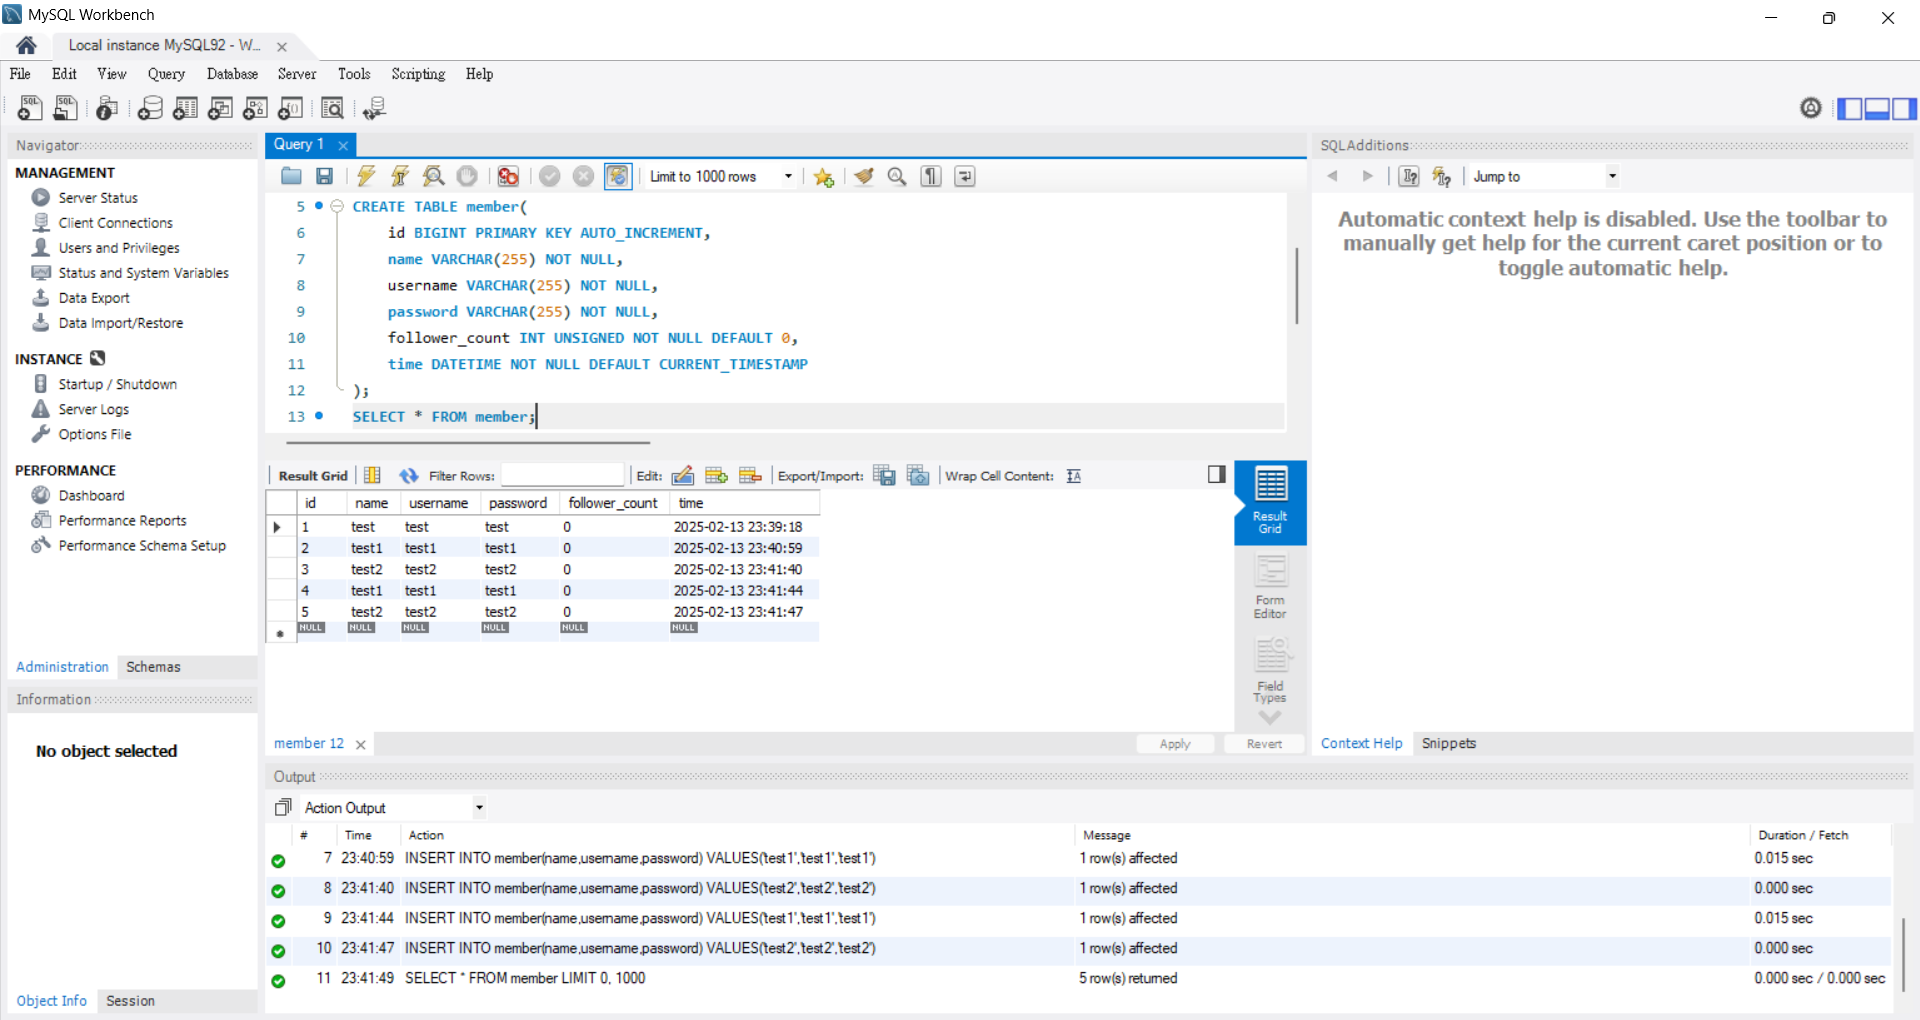 MySQL Workbench
Local instance MySQL92 - W...
File Edit View Query Database Server Tools Scripting Help
Navigator
MANAGEMENT
Server Status
Client Connections
Users and Privileges
Status and System Variables
Data Export
Data Import/Restore
INSTANCE
Startup / Shutdown
Server Logs
Options File
PERFORMANCE
Dashboard
Performance Reports
Performance Schema Setup
Administration Schemas
Information
No object selected
Object Info Session
Query 1
Limit to 1000 rows
5 CREATE TABLE member(
6 id BIGINT PRIMARY KEY AUTO_INCREMENT,
7 name VARCHAR(255) NOT NULL,
8 username VARCHAR(255) NOT NULL,
9 password VARCHAR(255) NOT NULL,
10 follower_count INT UNSIGNED NOT NULL DEFAULT 0,
11 time DATETIME NOT NULL DEFAULT CURRENT_TIMESTAMP
12 );
13 SELECT * FROM member;
Result Grid Filter Rows: Edit: Export/Import: Wrap Cell Content:
id name username password follower_count time
1 test test test 0 2025-02-13 23:39:18
2 test1 test1 test1 0 2025-02-13 23:40:59
3 test2 test2 test2 0 2025-02-13 23:41:40
4 test1 test1 test1 0 2025-02-13 23:41:44
5 test2 test2 test2 0 2025-02-13 23:41:47
NULL NULL NULL NULL NULL NULL
Result
Grid
Form
Editor
Field
Types
member 12 Apply Revert
SQLAdditions
Jump to
Automatic context help is disabled. Use the toolbar to
manually get help for the current caret position or to
toggle automatic help.
Context Help Snippets
Output
Action Output
# Time Action Message Duration / Fetch
7 23:40:59 INSERT INTO member(name,username,password) VALUES('test1','test1','test1') 1 row(s) affected 0.015 sec
8 23:41:40 INSERT INTO member(name,username,password) VALUES('test2','test2','test2') 1 row(s) affected 0.000 sec
9 23:41:44 INSERT INTO member(name,username,password) VALUES('test1','test1','test1') 1 row(s) affected 0.015 sec
10 23:41:47 INSERT INTO member(name,username,password) VALUES('test2','test2','test2') 1 row(s) affected 0.000 sec
11 23:41:49 SELECT * FROM member LIMIT 0, 1000 5 row(s) returned 0.000 sec / 0.000 sec